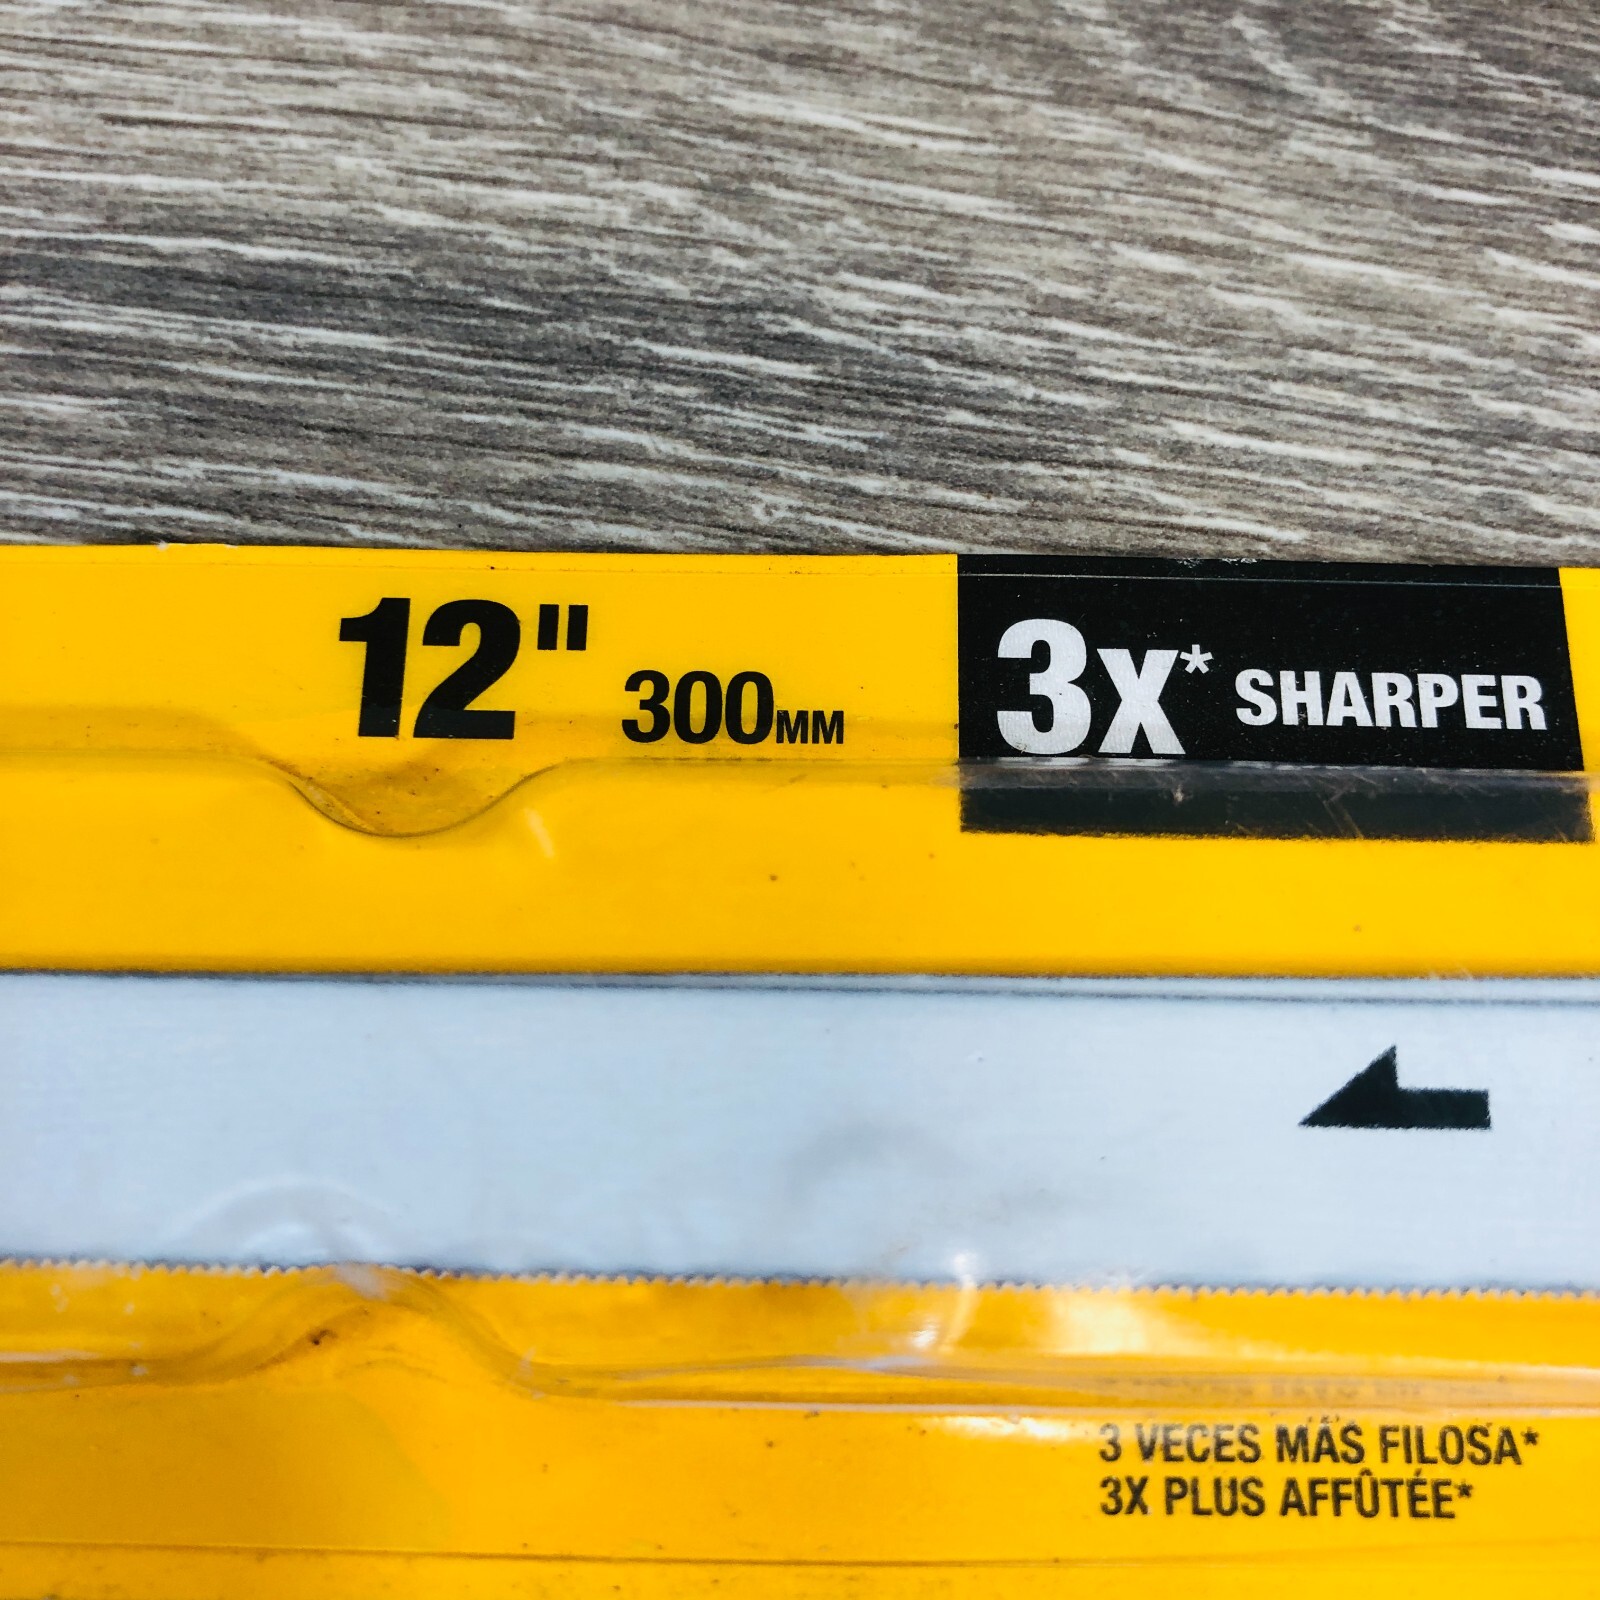 12" 300MM
3X* SHARPER
3 VECES MÁS FILOSA*
3X PLUS AFFÛTÉE*